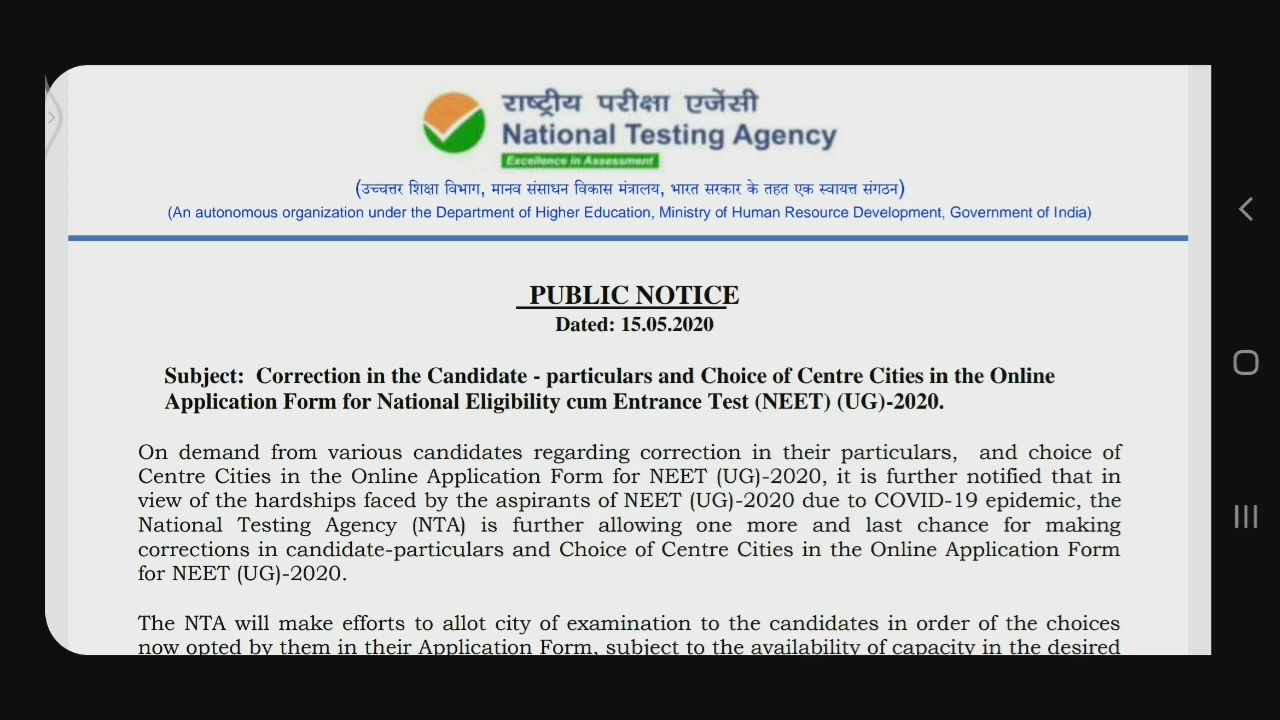 राष्ट्रीय परीक्षा एजेंसी
National Testing Agency
Excellence in Assessment
(उच्चत्तर शिक्षा विभाग, मानव संसाधन विकास मंत्रालय, भारत सरकार के तहत एक स्वायत्त संगठन)
(An autonomous organization under the Department of Higher Education, Ministry of Human Resource Development, Government of India)
PUBLIC NOTICE
Dated: 15.05.2020
Subject: Correction in the Candidate - particulars and Choice of Centre Cities in the Online
Application Form for National Eligibility cum Entrance Test (NEET) (UG)-2020.
On demand from various candidates regarding correction in their particulars, and choice of
Centre Cities in the Online Application Form for NEET (UG)-2020, it is further notified that in
view of the hardships faced by the aspirants of NEET (UG)-2020 due to COVID-19 epidemic, the
National Testing Agency (NTA) is further allowing one more and last chance for making
corrections in candidate-particulars and Choice of Centre Cities in the Online Application Form
for NEET (UG)-2020.
The NTA will make efforts to allot city of examination to the candidates in order of the choices
now opted by them in their Application Form, subject to the availability of capacity in the desired